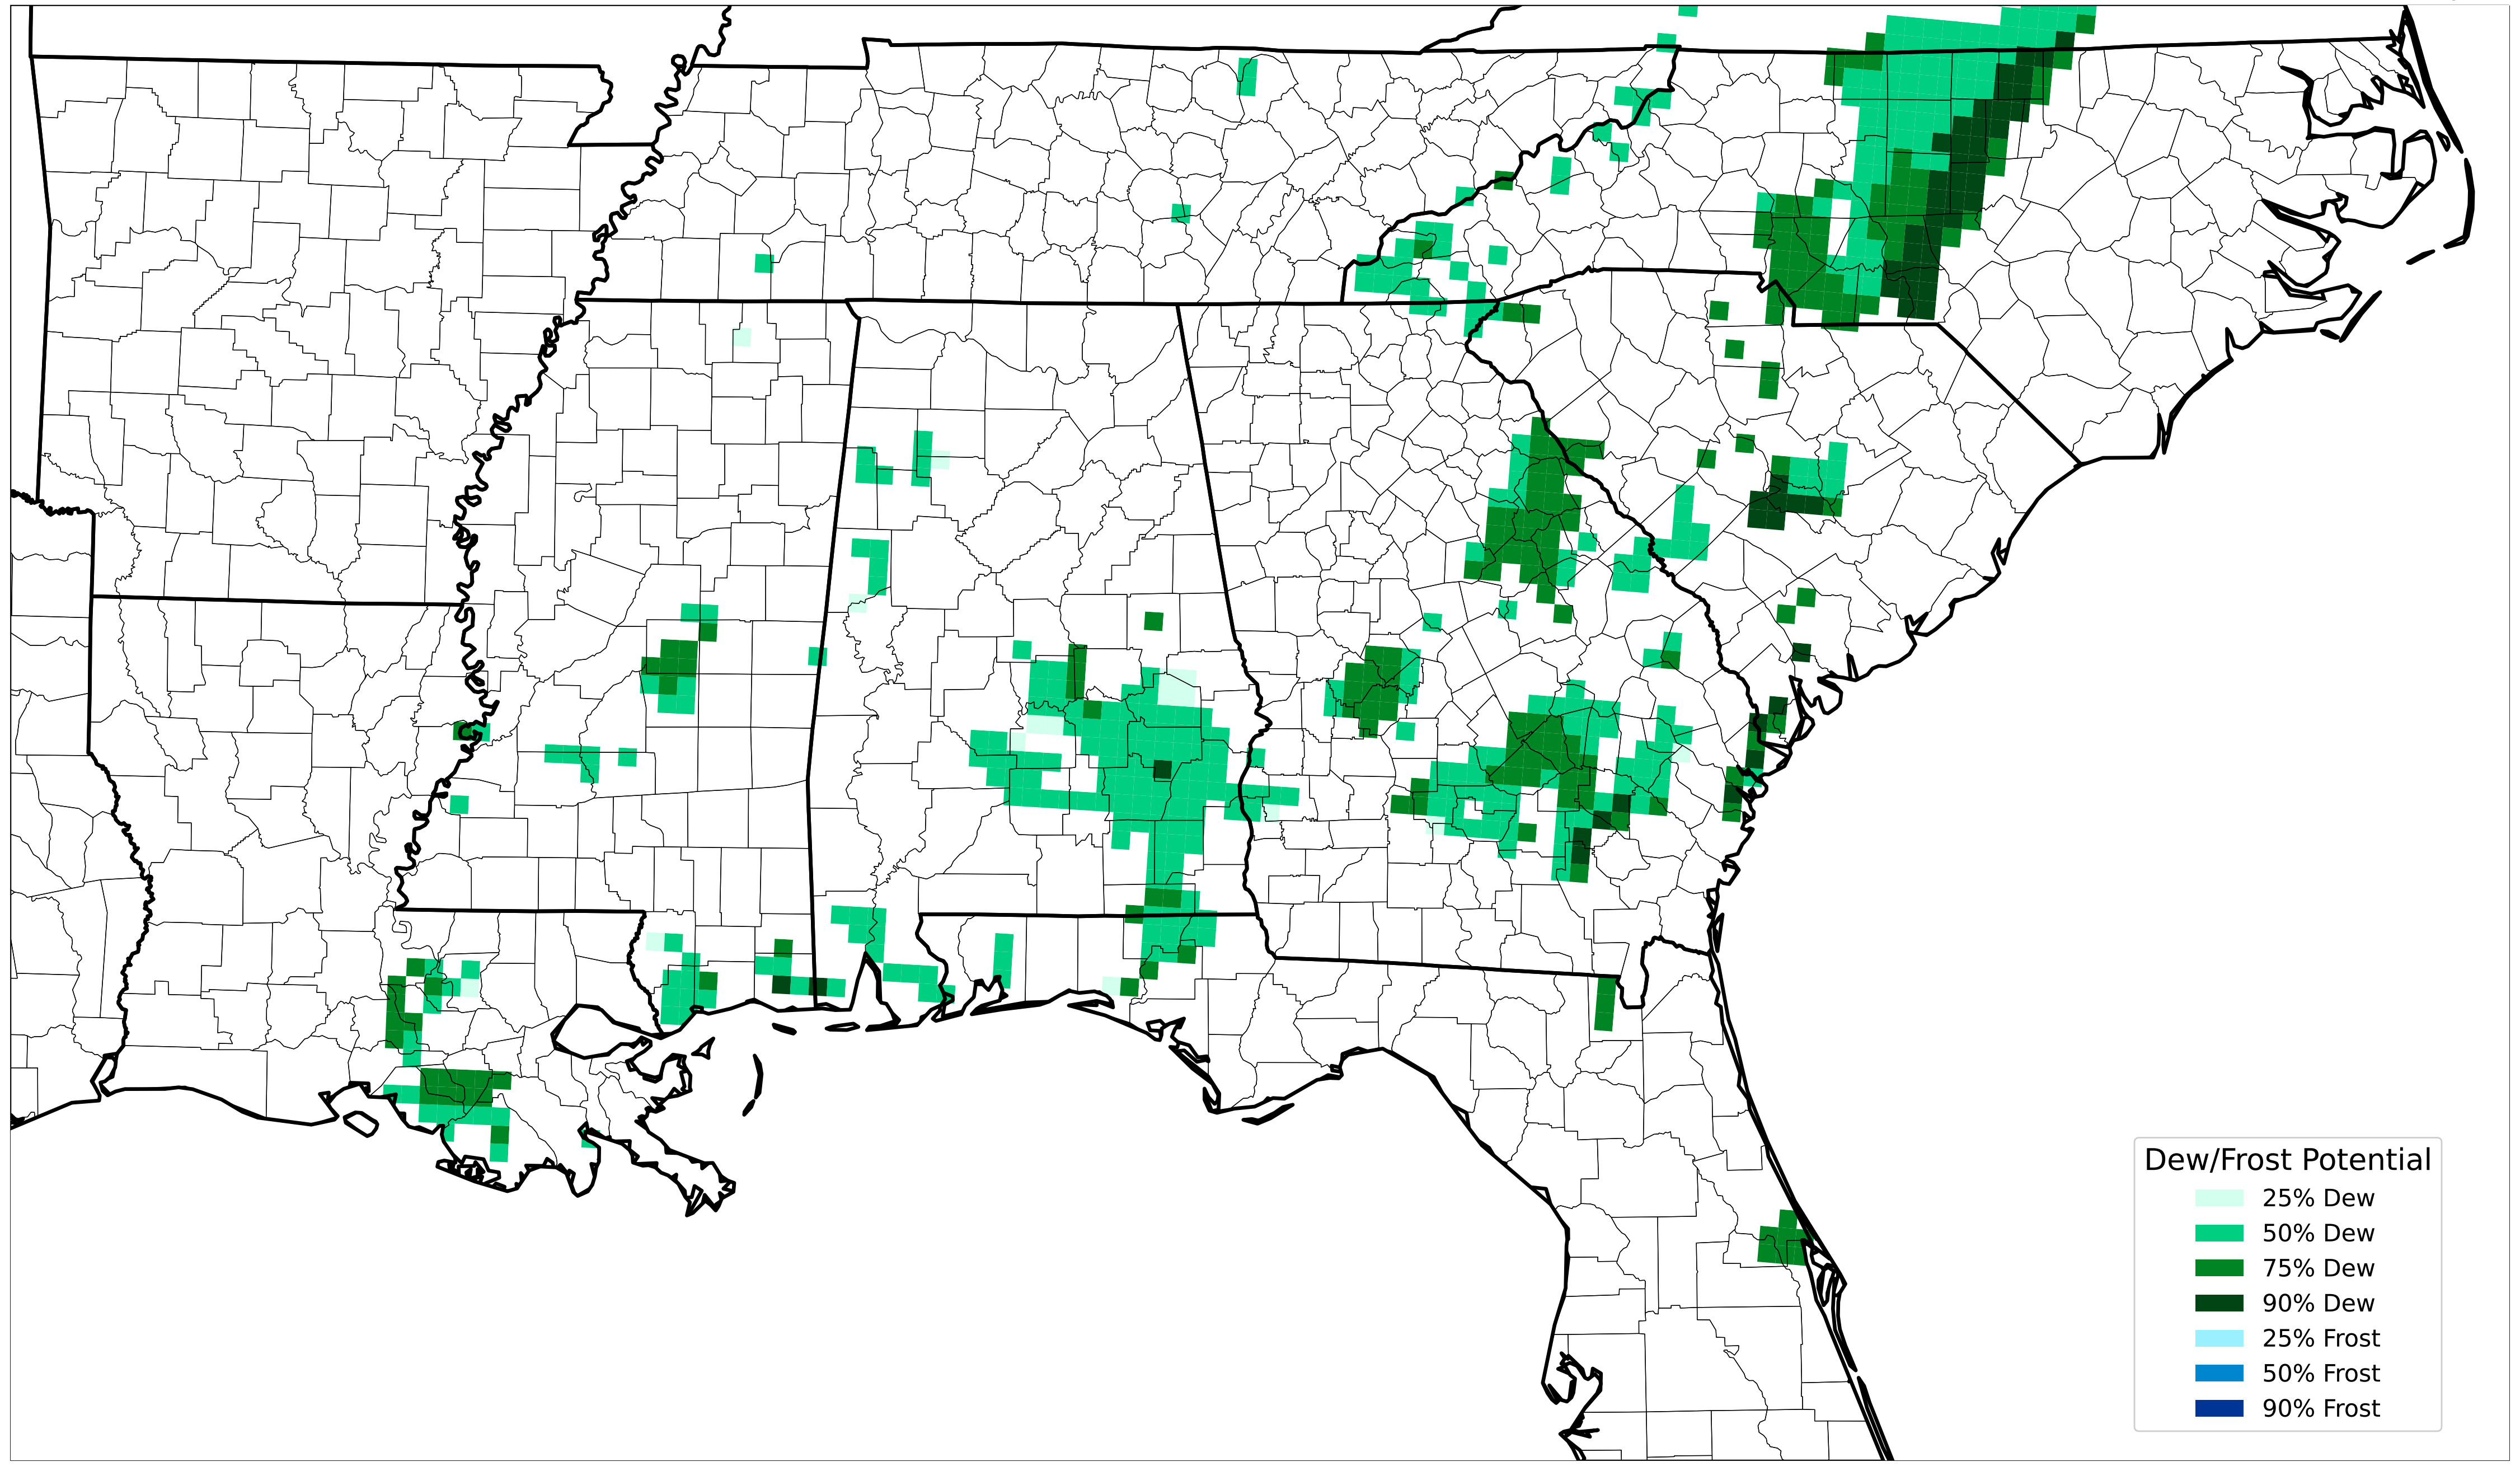 Dew/Frost Potential
25% Dew
50% Dew
75% Dew
90% Dew
25% Frost
50% Frost
90% Frost